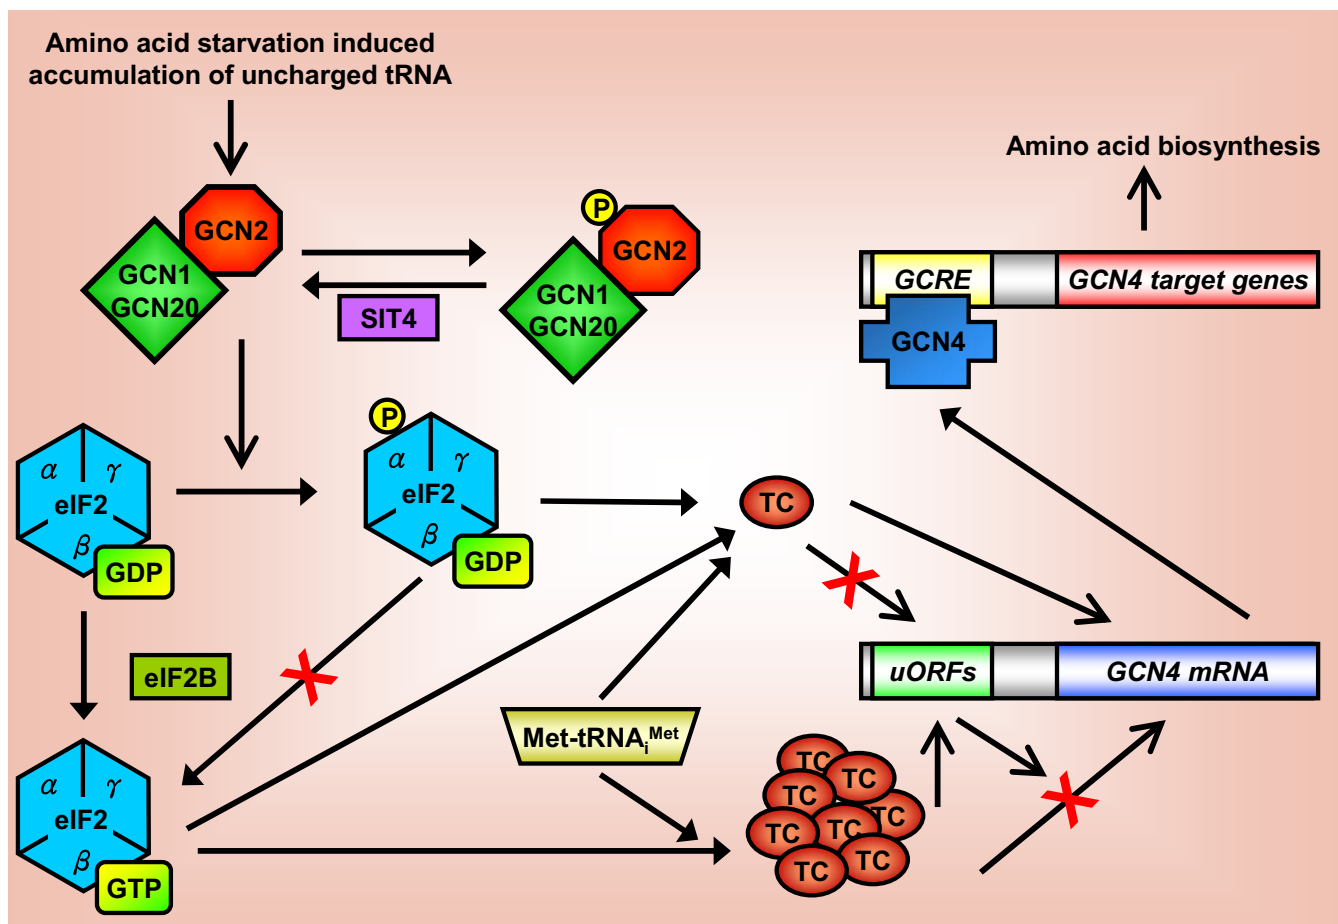 Amino acid starvation induced
accumulation of uncharged tRNA
Amino acid biosynthesis
P
GCN2
GCN2
GCN1
GCN20
GCN1
GCN20
SIT4
GCRE
GCN4 target genes
GCN4
P
α γ
eIF2
β
GDP
α γ
eIF2
β
GDP
TC
eIF2B
uORFs
GCN4 mRNA
Met-tRNAiMet
α γ
eIF2
β
GTP
TC
TC
TC
TC
TC
TC
TC
TC
TC